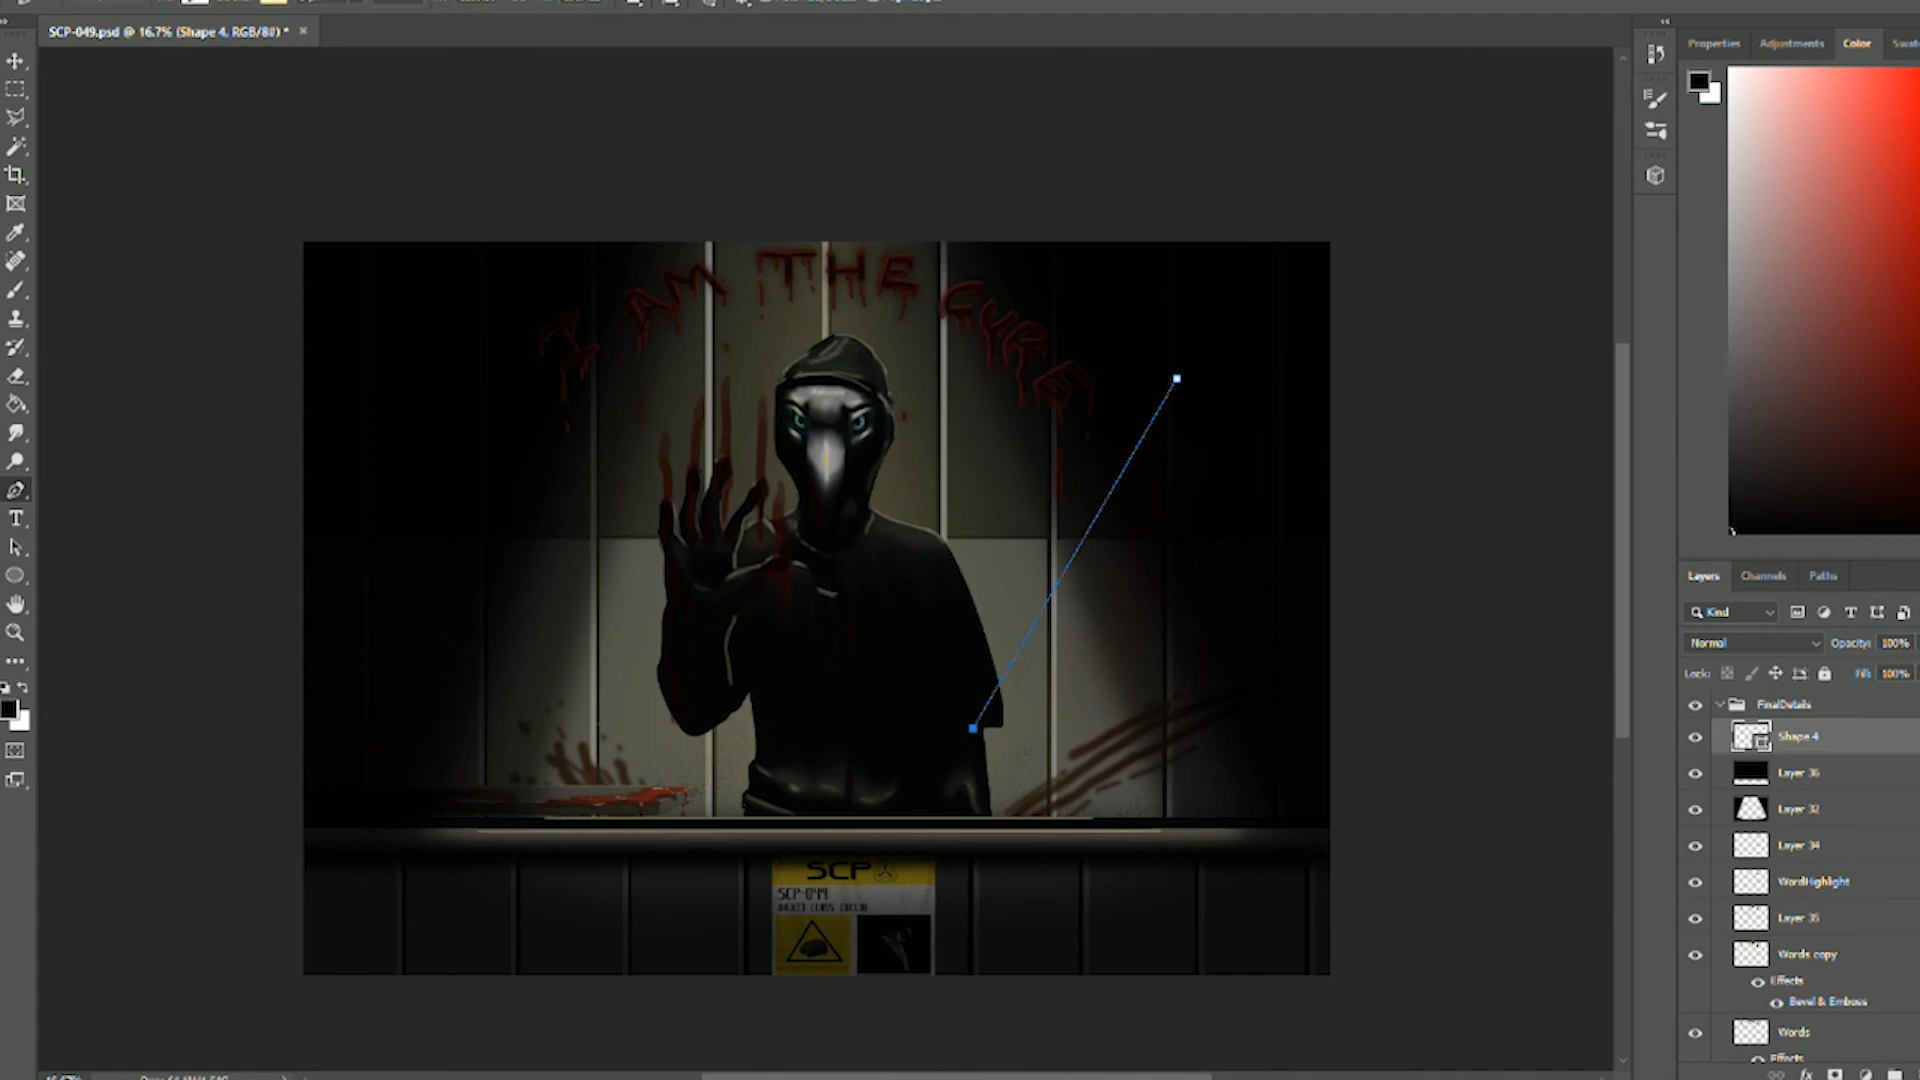 SCP-049.psd @ 16.7% (Shape 4, RGB/8#) *
Properties Adjustments Color Swat
I AM THE CURE
SCP
SCP-049
Layers Channels Paths
Kind
Normal Opacity: 100%
Lock: Fill: 100%
FinalDetails
Shape 4
Layer 36
Layer 32
Layer 34
WordHighlight
Layer 35
Words copy
Effects
Bevel & Emboss
Words
Effects